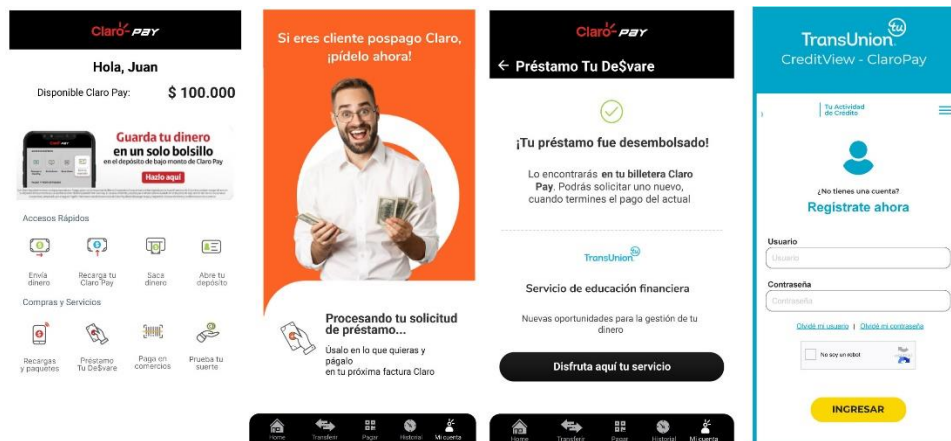 Claro- pay
Hola, Juan
Disponible Claro Pay: $ 100.000
Guarda tu dinero
en un solo bolsillo
en el depósito de bajo monto de Claro Pay
Hazlo aquí
Accesos Rápidos
Envía
dinero
Recarga tu
Claro Pay
Saca
dinero
Abre tu
depósito
Compras y Servicios
Recargas
y paquetes
Préstamo
Tu De$vare
Paga en
comercios
Prueba tu
suerte
Si eres cliente pospago Claro,
¡pídelo ahora!
Procesando tu solicitud
de préstamo...
Úsalo en lo que quieras y
págalo
en tu próxima factura Claro
Home
Transferir
Pagar
Historial
Mi cuenta
Claro- pay
← Préstamo Tu De$vare
¡Tu préstamo fue desembolsado!
Lo encontrarás en tu billetera Claro
Pay. Podrás solicitar uno nuevo,
cuando termines el pago del actual
TransUnion tu
Servicio de educación financiera
Nuevas oportunidades para la gestión de tu
dinero
Disfruta aquí tu servicio
Home
Transferir
Pagar
Historial
Mi cuenta
TransUnion tu
CreditView - ClaroPay
Tu Actividad
de Crédito
¿No tienes una cuenta?
Registrate ahora
Usuario
Usuario
Contraseña
Contraseña
Olvidé mi usuario | Olvidé mi contraseña
No soy un robot
INGRESAR